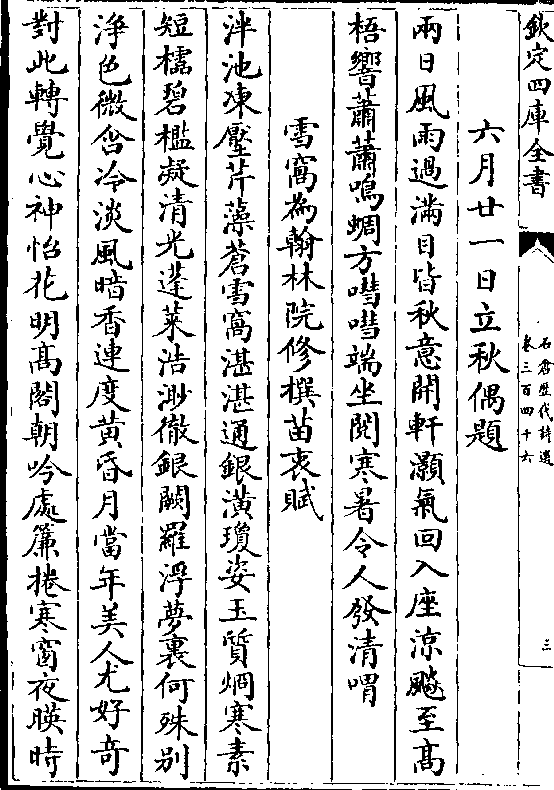 欽定四庫全書
石倉歴代詩選
卷三百四十六
三
六月廿一日立秋偶題
兩日風雨過滿目皆秋意開軒灝氣回入座涼飈至髙
梧響蕭蕭鳴蜩方嘒嘒端坐閱寒暑令人發清喟
雪窩為翰林院修撰苗衷賦
泮池凍壓芹藻蒼雪窩湛湛通銀潢瓊姿玉質炯寒素
短櫺碧檻凝清光蓬萊浩渺徹銀闕羅浮夢裏何殊别
淨色微含冷淡風暗香連度黄昏月當年美人尤好奇
對此轉覺心神怡花明髙閣朝吟處簾捲寒窗夜暎時